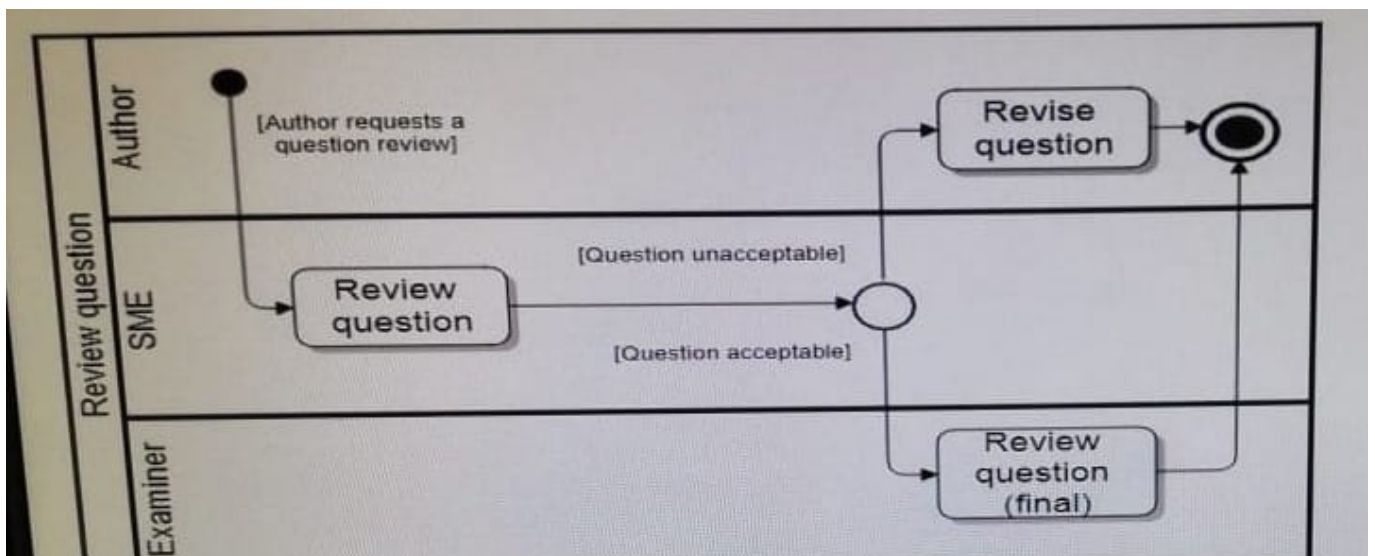 Review question
Author
[Author requests a
question review]
Revise
question
SME
Review
question
[Question unacceptable]
[Question acceptable]
Examiner
Review
question
(final)